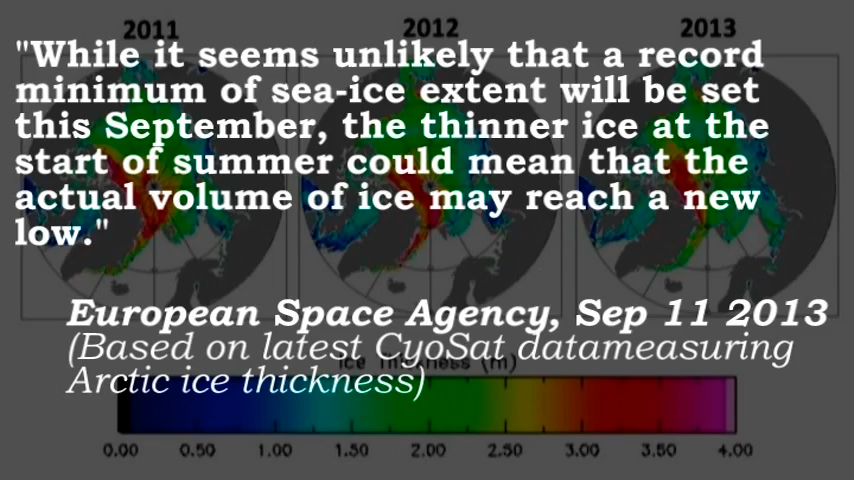 2011 2012 2013
"While it seems unlikely that a record
minimum of sea-ice extent will be set
this September, the thinner ice at the
start of summer could mean that the
actual volume of ice may reach a new
low."
European Space Agency, Sep 11 2013
(Based on latest CyoSat datameasuring
Arctic ice thickness)
Ice Thickness (m)
0.00 0.50 1.00 1.50 2.00 2.50 3.00 3.50 4.00